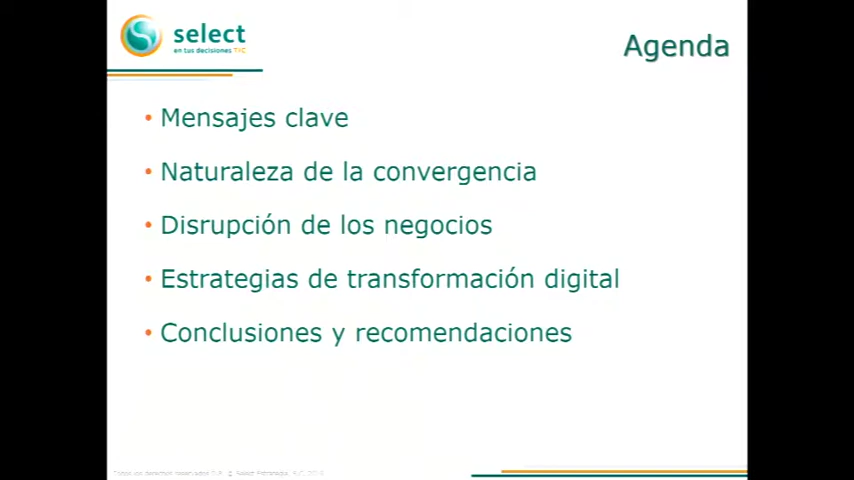 select
en tus decisiones TIC
Agenda
• Mensajes clave
• Naturaleza de la convergencia
• Disrupción de los negocios
• Estrategias de transformación digital
• Conclusiones y recomendaciones